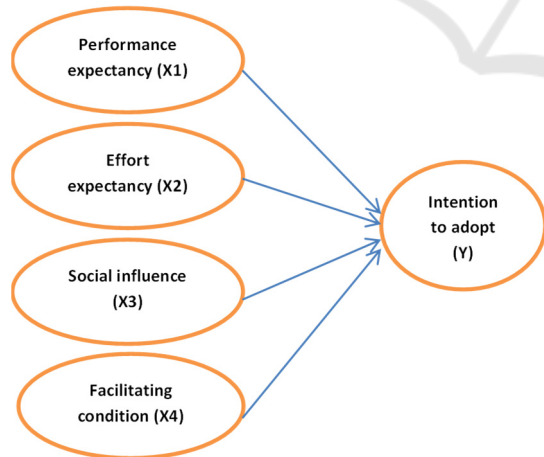 Performance
expectancy (X1)
Effort
expectancy (X2)
Social influence
(X3)
Facilitating
condition (X4)
Intention
to adopt
(Y)